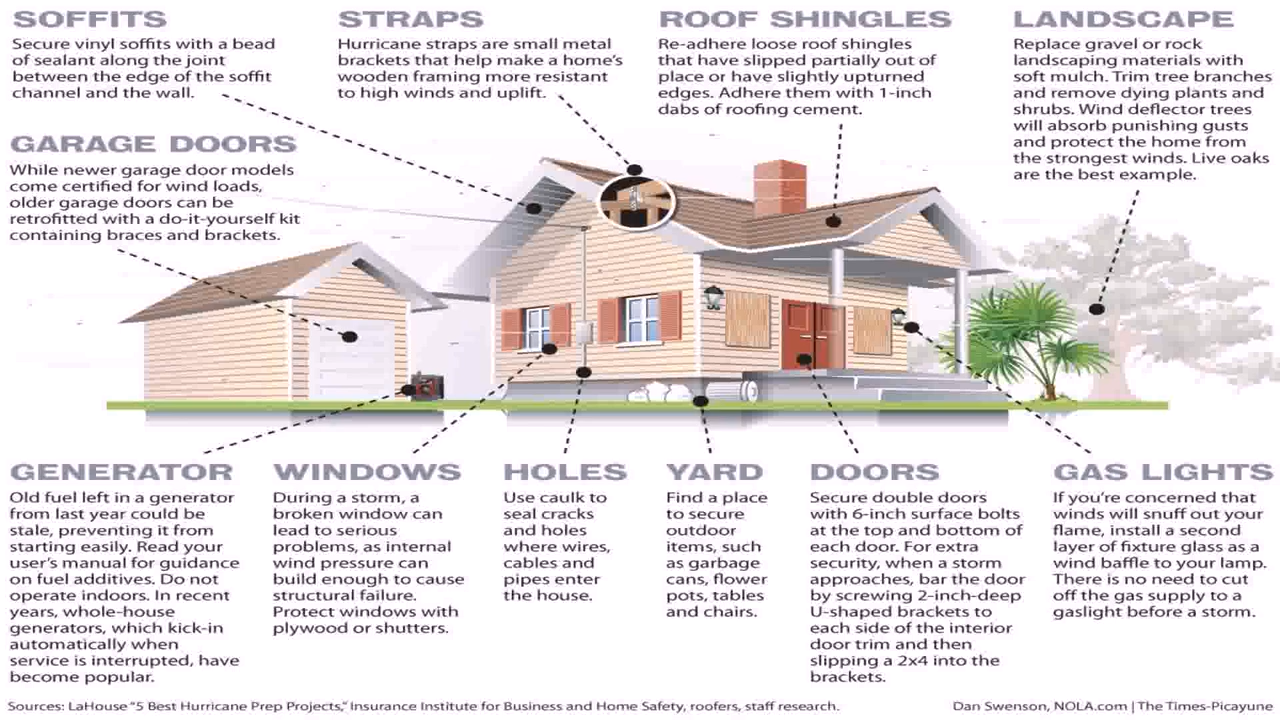 SOFFITS
Secure vinyl soffits with a bead
of sealant along the joint
between the edge of the soffit
channel and the wall.
STRAPS
Hurricane straps are small metal
brackets that help make a home's
wooden framing more resistant
to high winds and uplift.
ROOF SHINGLES
Re-adhere loose roof shingles
that have slipped partially out of
place or have slightly upturned
edges. Adhere them with 1-inch
dabs of roofing cement.
LANDSCAPE
Replace gravel or rock
landscaping materials with
soft mulch. Trim tree branches
and remove dying plants and
shrubs. Wind deflector trees
will absorb punishing gusts
and protect the home from
the strongest winds. Live oaks
are the best example.
GARAGE DOORS
While newer garage door models
come certified for wind loads,
older garage doors can be
retrofitted with a do-it-yourself kit
containing braces and brackets.
GENERATOR
Old fuel left in a generator
from last year could be
stale, preventing it from
starting easily. Read your
user's manual for guidance
on fuel additives. Do not
operate indoors. In recent
years, whole-house
generators, which kick-in
automatically when
service is interrupted, have
become popular.
WINDOWS
During a storm, a
broken window can
lead to serious
problems, as internal
wind pressure can
build enough to cause
structural failure.
Protect windows with
plywood or shutters.
HOLES
Use caulk to
seal cracks
and holes
where wires,
cables and
pipes enter
the house.
YARD
Find a place
to secure
outdoor
items, such
as garbage
cans, flower
pots, tables
and chairs.
DOORS
Secure double doors
with 6-inch surface bolts
at the top and bottom of
each door. For extra
security, when a storm
approaches, bar the door
by screwing 2-inch-deep
U-shaped brackets to
each side of the interior
door trim and then
slipping a 2x4 into the
brackets.
GAS LIGHTS
If you're concerned that
winds will snuff out your
flame, install a second
layer of fixture glass as a
wind baffle to your lamp.
There is no need to cut
off the gas supply to a
gaslight before a storm.
Sources: LaHouse "5 Best Hurricane Prep Projects," Insurance Institute for Business and Home Safety, roofers, staff research.
Dan Swenson, NOLA.com | The Times-Picayune